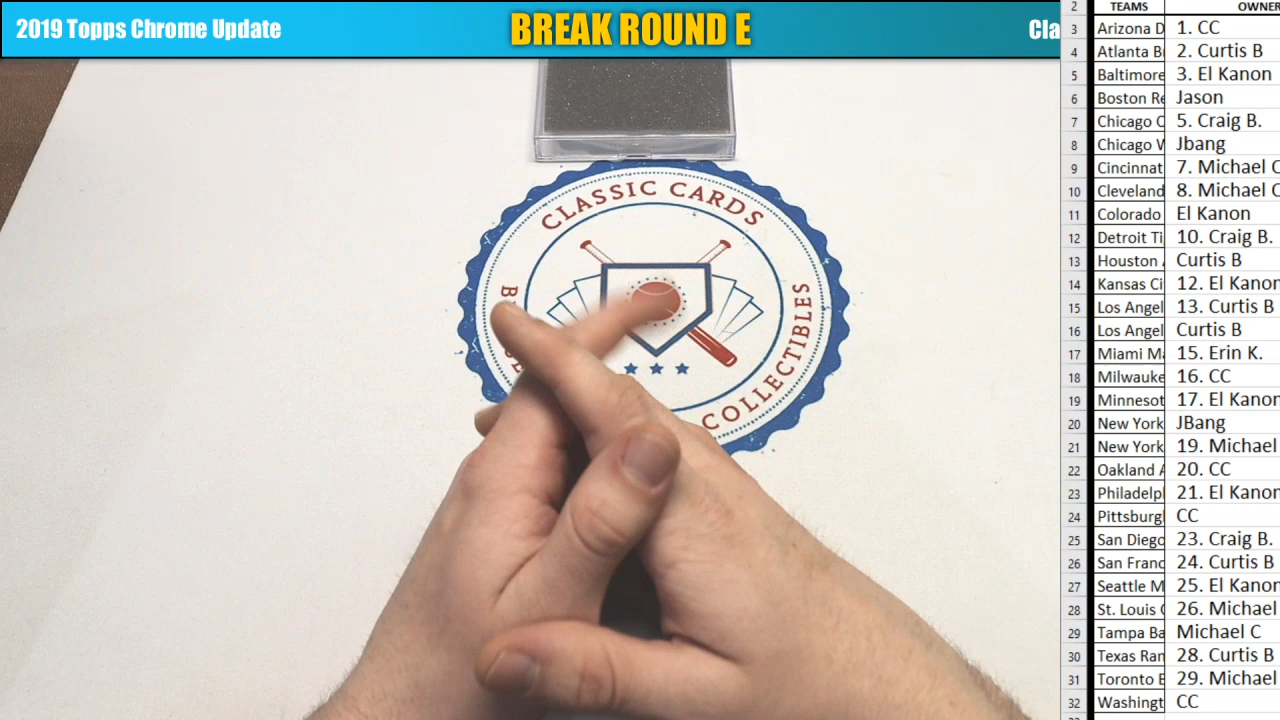 2019 Topps Chrome Update
BREAK ROUND E
Cla
CLASSIC CARDS
COLLECTIBLES
2 TEAMS OWNER
3 Arizona D 1. CC
4 Atlanta B 2. Curtis B
5 Baltimore 3. El Kanon
6 Boston Re Jason
7 Chicago C 5. Craig B.
8 Chicago W Jbang
9 Cincinnat 7. Michael C
10 Cleveland 8. Michael C
11 Colorado El Kanon
12 Detroit Ti 10. Craig B.
13 Houston A Curtis B
14 Kansas Ci 12. El Kanon
15 Los Angel 13. Curtis B
16 Los Angel Curtis B
17 Miami Ma 15. Erin K.
18 Milwauke 16. CC
19 Minnesot 17. El Kanon
20 New York JBang
21 New York 19. Michael
22 Oakland A 20. CC
23 Philadelp 21. El Kanon
24 Pittsburg CC
25 San Diego 23. Craig B.
26 San Franc 24. Curtis B
27 Seattle M 25. El Kanon
28 St. Louis C 26. Michael
29 Tampa Ba Michael C
30 Texas Ran 28. Curtis B
31 Toronto B 29. Michael
32 Washingt CC